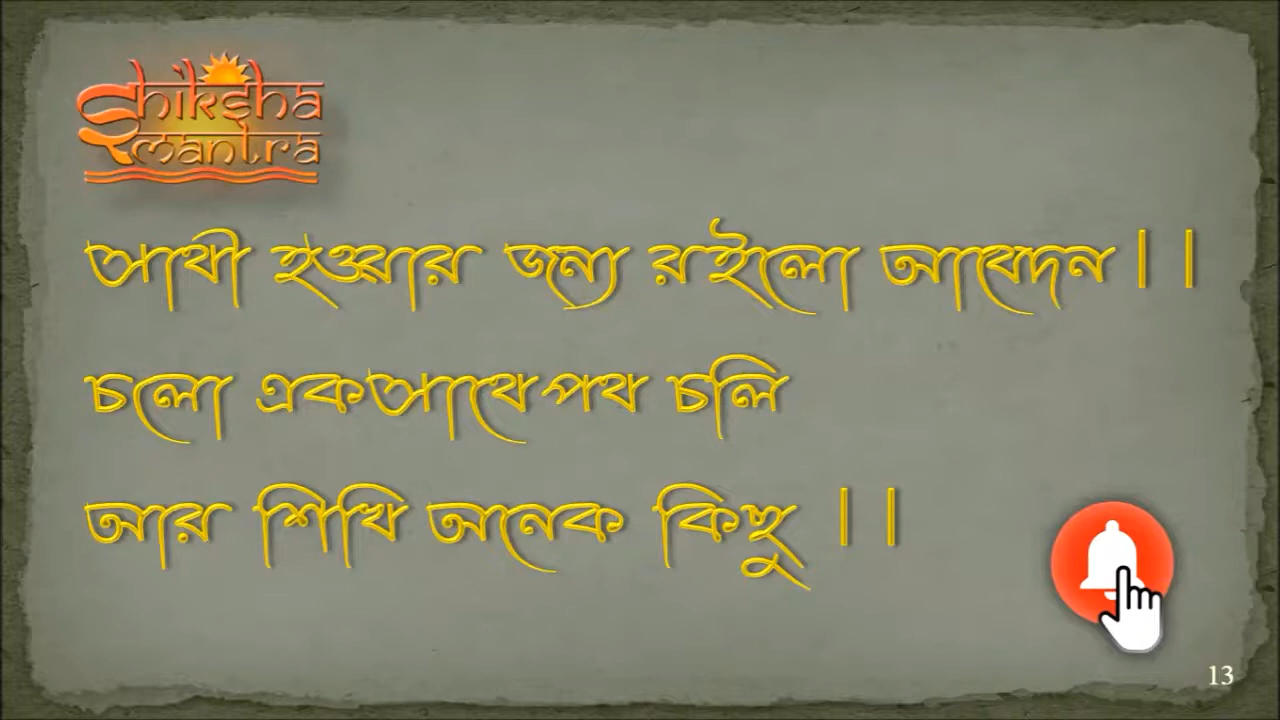 Shiksha
mantra
সাথী হওয়ার জন্য রইলো আবেদন||
চলো একসাথে পথ চলি
আর শিখি অনেক কিছু ||
13